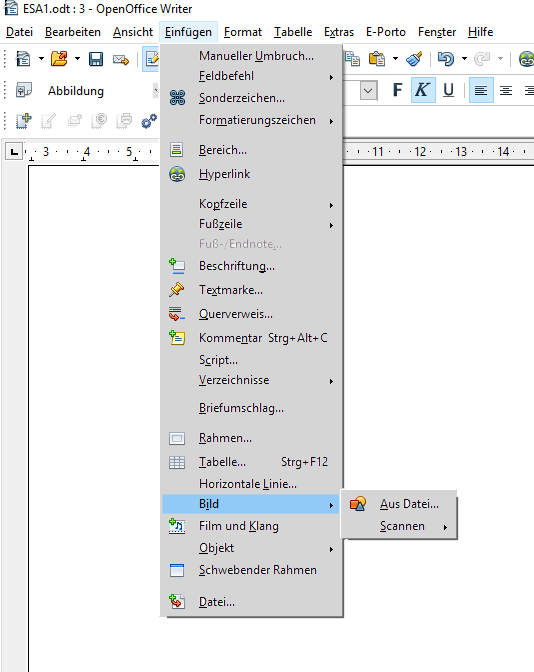 ESA1.odt : 3 - OpenOffice Writer
Datei Bearbeiten Ansicht Einfügen Format Tabelle Extras E-Porto Fenster Hilfe
Abbildung F K U
3 4 5 11 12 13 14
Manueller Umbruch...
Feldbefehl
Sonderzeichen...
Formatierungszeichen
Bereich...
Hyperlink
Kopfzeile
Fußzeile
Fuß-/Endnote...
Beschriftung...
Textmarke...
Querverweis...
Kommentar Strg+Alt+C
Script...
Verzeichnisse
Briefumschlag...
Rahmen...
Tabelle... Strg+F12
Horizontale Linie...
Bild
Aus Datei...
Scannen
Film und Klang
Objekt
Schwebender Rahmen
Datei...